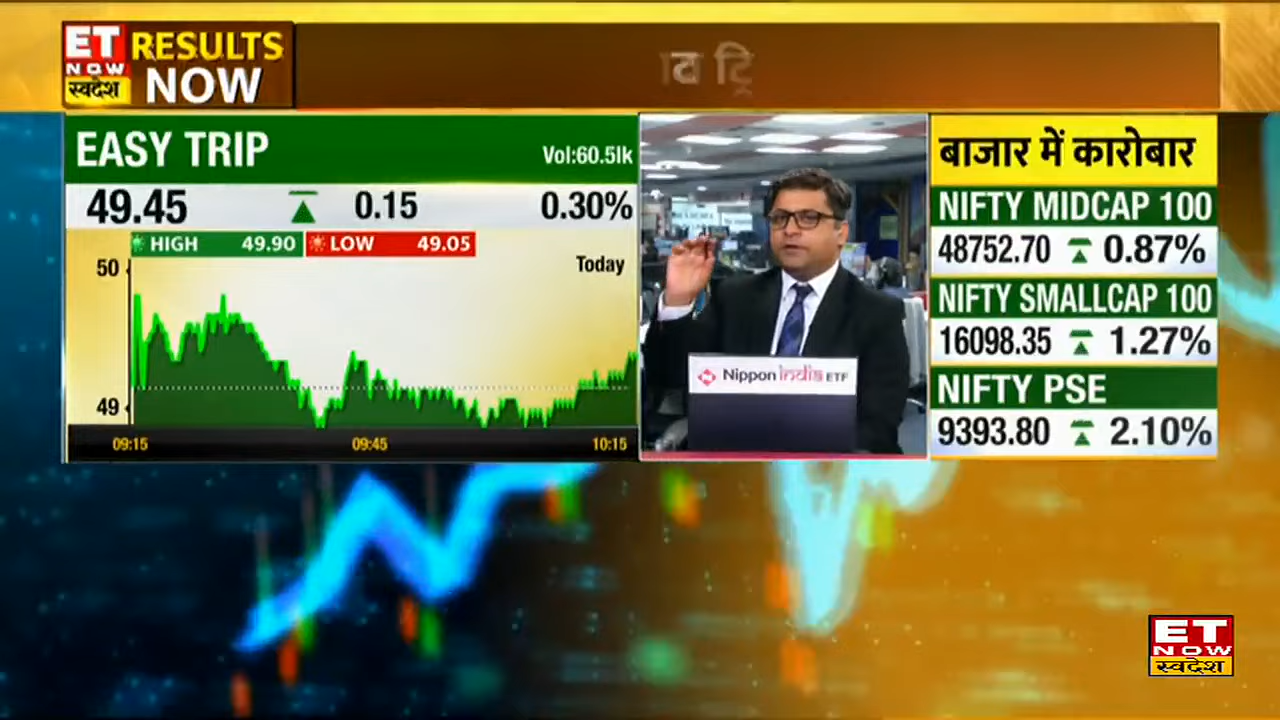 ET
NOW
स्वदेश
RESULTS
NOW
EASY TRIP
Vol:60.5lk
49.45 0.15 0.30%
HIGH 49.90 LOW 49.05
Today
50
49
09:15 09:45 10:15
Nippon india ETF
बाजार में कारोबार
NIFTY MIDCAP 100
48752.70 0.87%
NIFTY SMALLCAP 100
16098.35 1.27%
NIFTY PSE
9393.80 2.10%
ET
NOW
स्वदेश